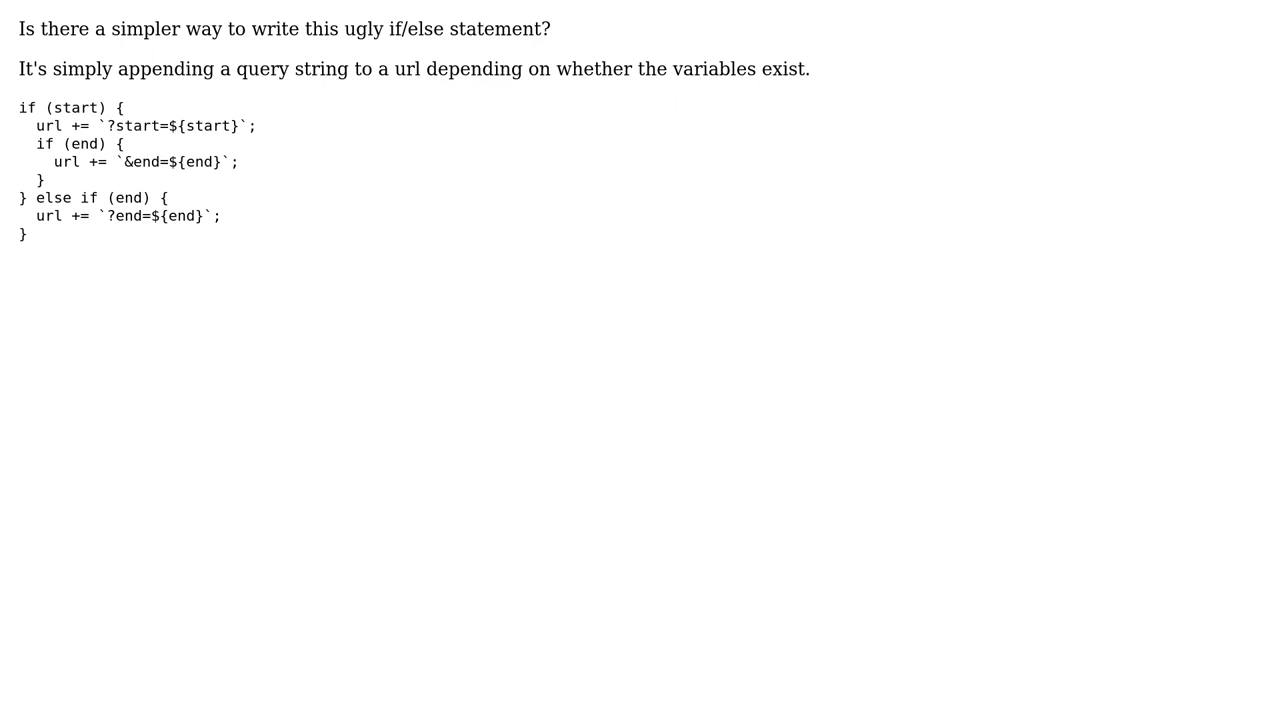 Is there a simpler way to write this ugly if/else statement?
It's simply appending a query string to a url depending on whether the variables exist.
if (start) {
  url += `?start=${start}`;
  if (end) {
    url += `&end=${end}`;
  }
} else if (end) {
  url += `?end=${end}`;
}